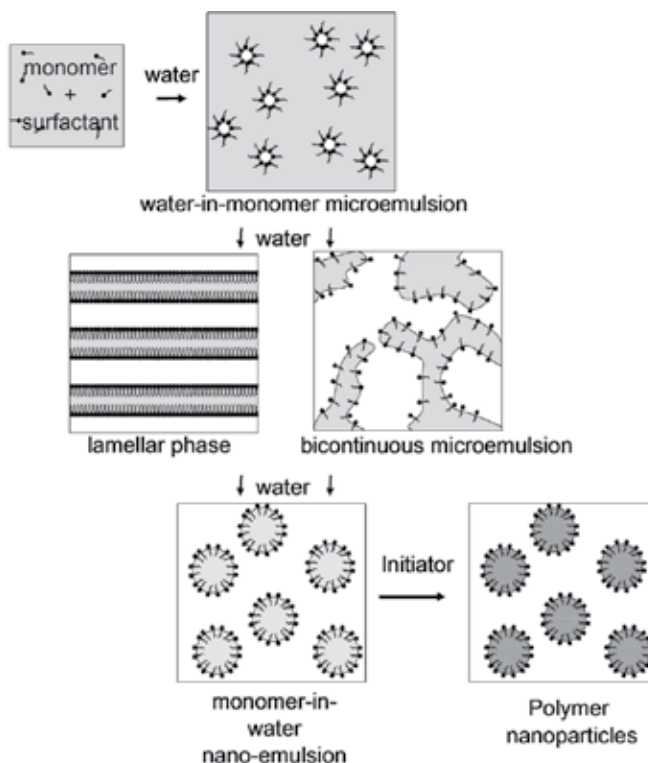 monomer
+
surfactant
water
water-in-monomer microemulsion
water
lamellar phase
bicontinuous microemulsion
water
Initiator
monomer-in-
water
nano-emulsion
Polymer
nanoparticles